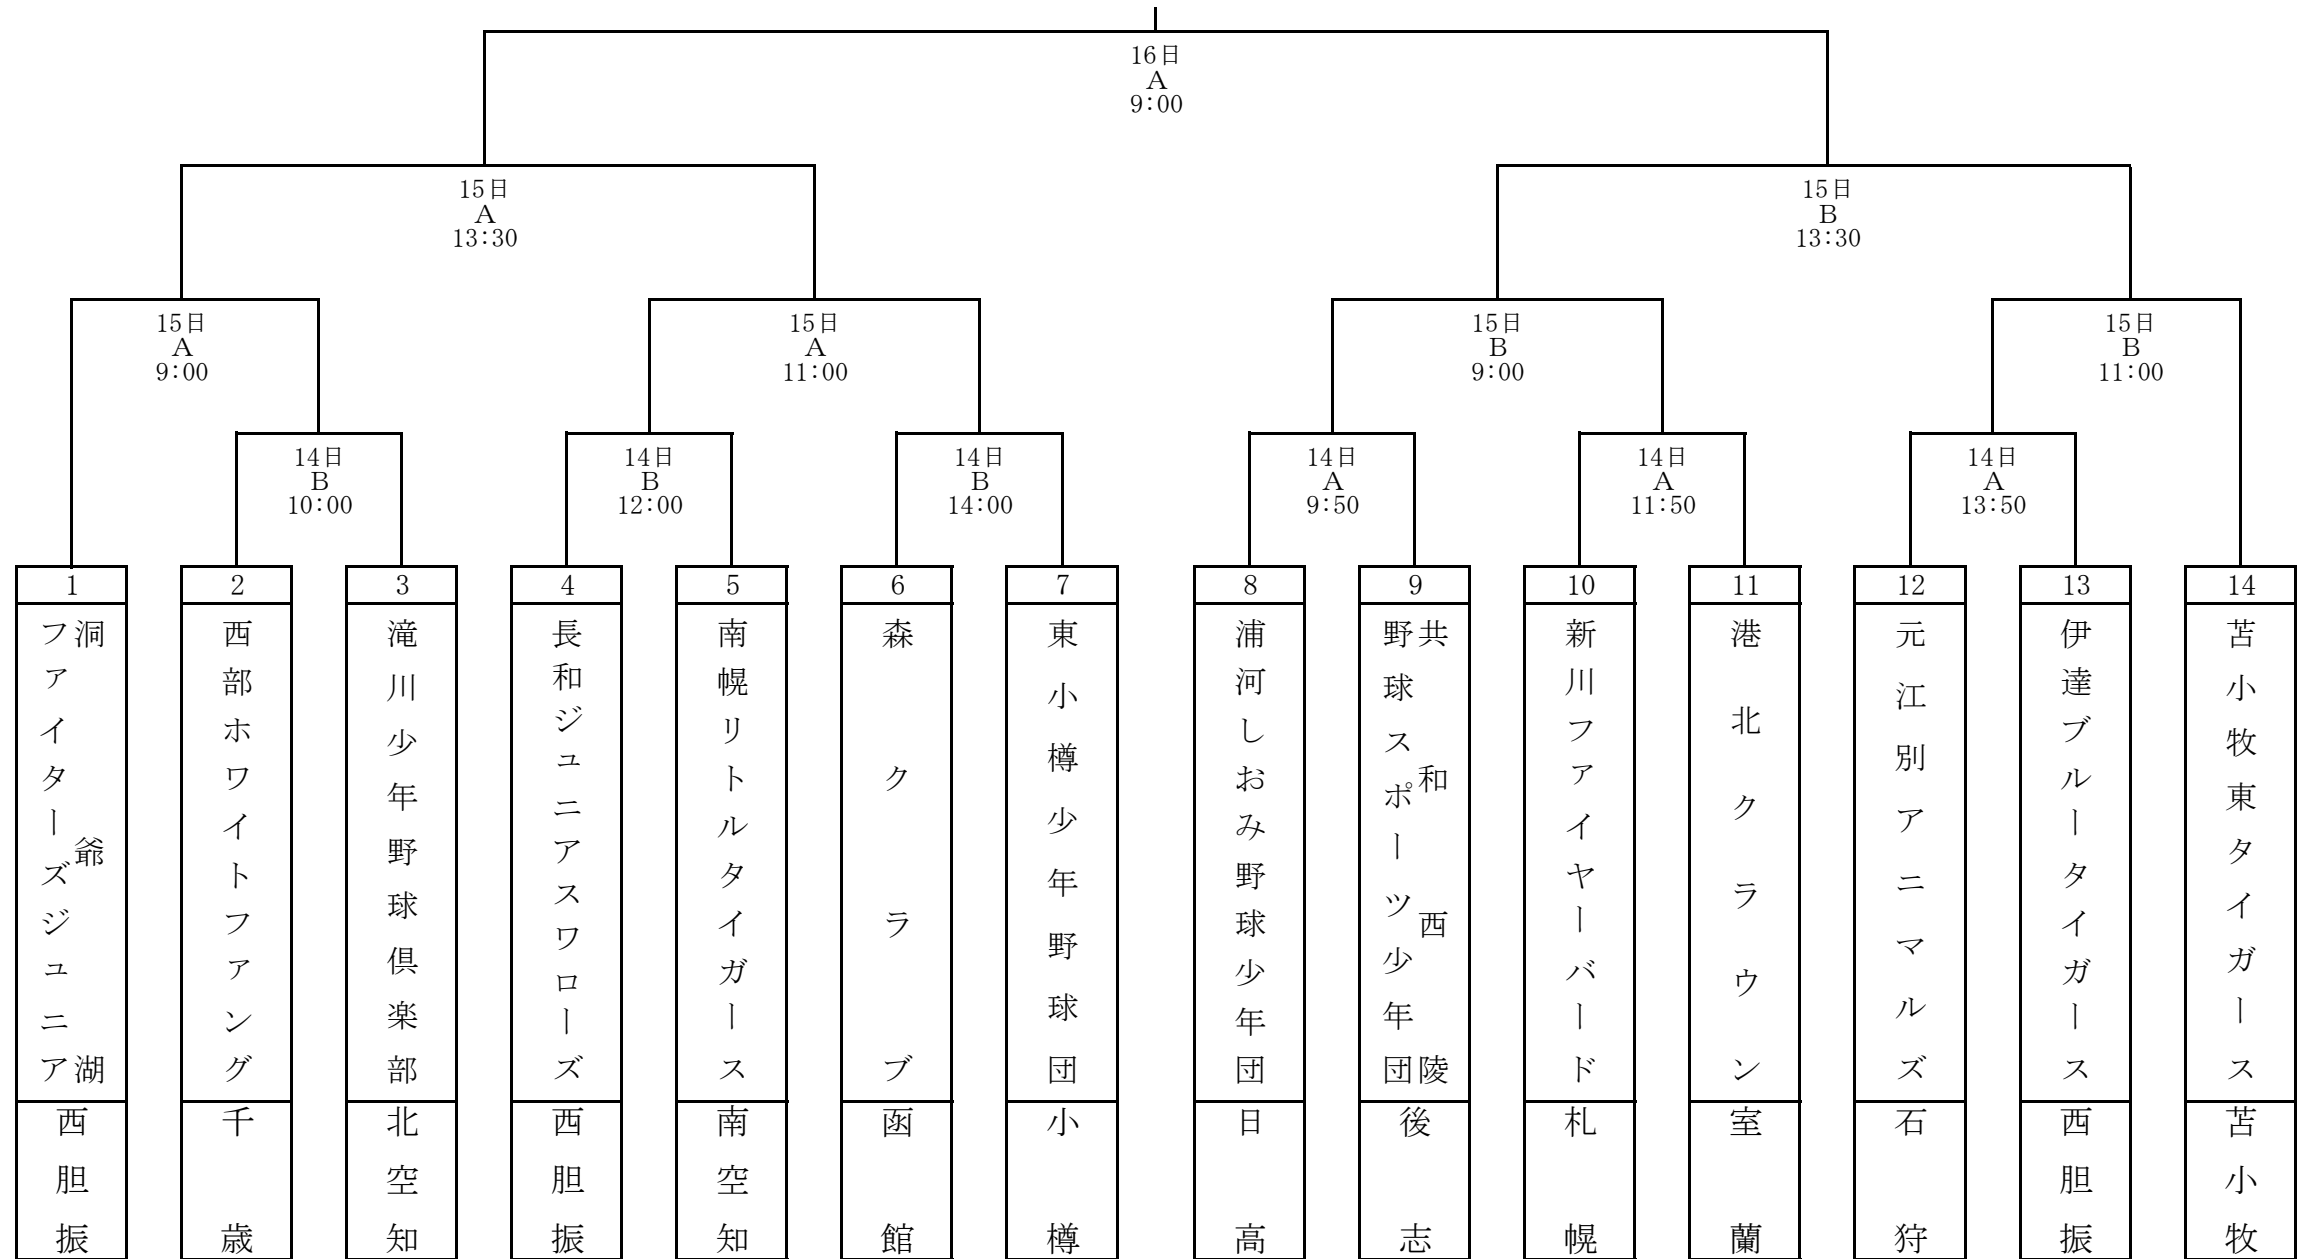 16日
A
9:00
15日
A
13:30
15日
B
13:30
15日
A
9:00
15日
A
11:00
15日
B
9:00
15日
B
11:00
14日
B
10:00
14日
B
12:00
14日
B
14:00
14日
A
9:50
14日
A
11:50
14日
A
13:50
1
洞爺湖
ファイターズジュニア
西胆振
2
西部ホワイトファング
千歳
3
滝川少年野球倶楽部
北空知
4
長和ジュニアスワローズ
西胆振
5
南幌リトルタイガース
南空知
6
森クラブ
函館
7
東小樽少年野球団
小樽
8
浦河しおみ野球少年団
日高
9
共和西陵
野球スポーツ少年団
後志
10
新川ファイヤーバード
札幌
11
港北クラウン
室蘭
12
元江別アニマルズ
石狩
13
伊達ブルータイガース
西胆振
14
苫小牧東タイガース
苫小牧